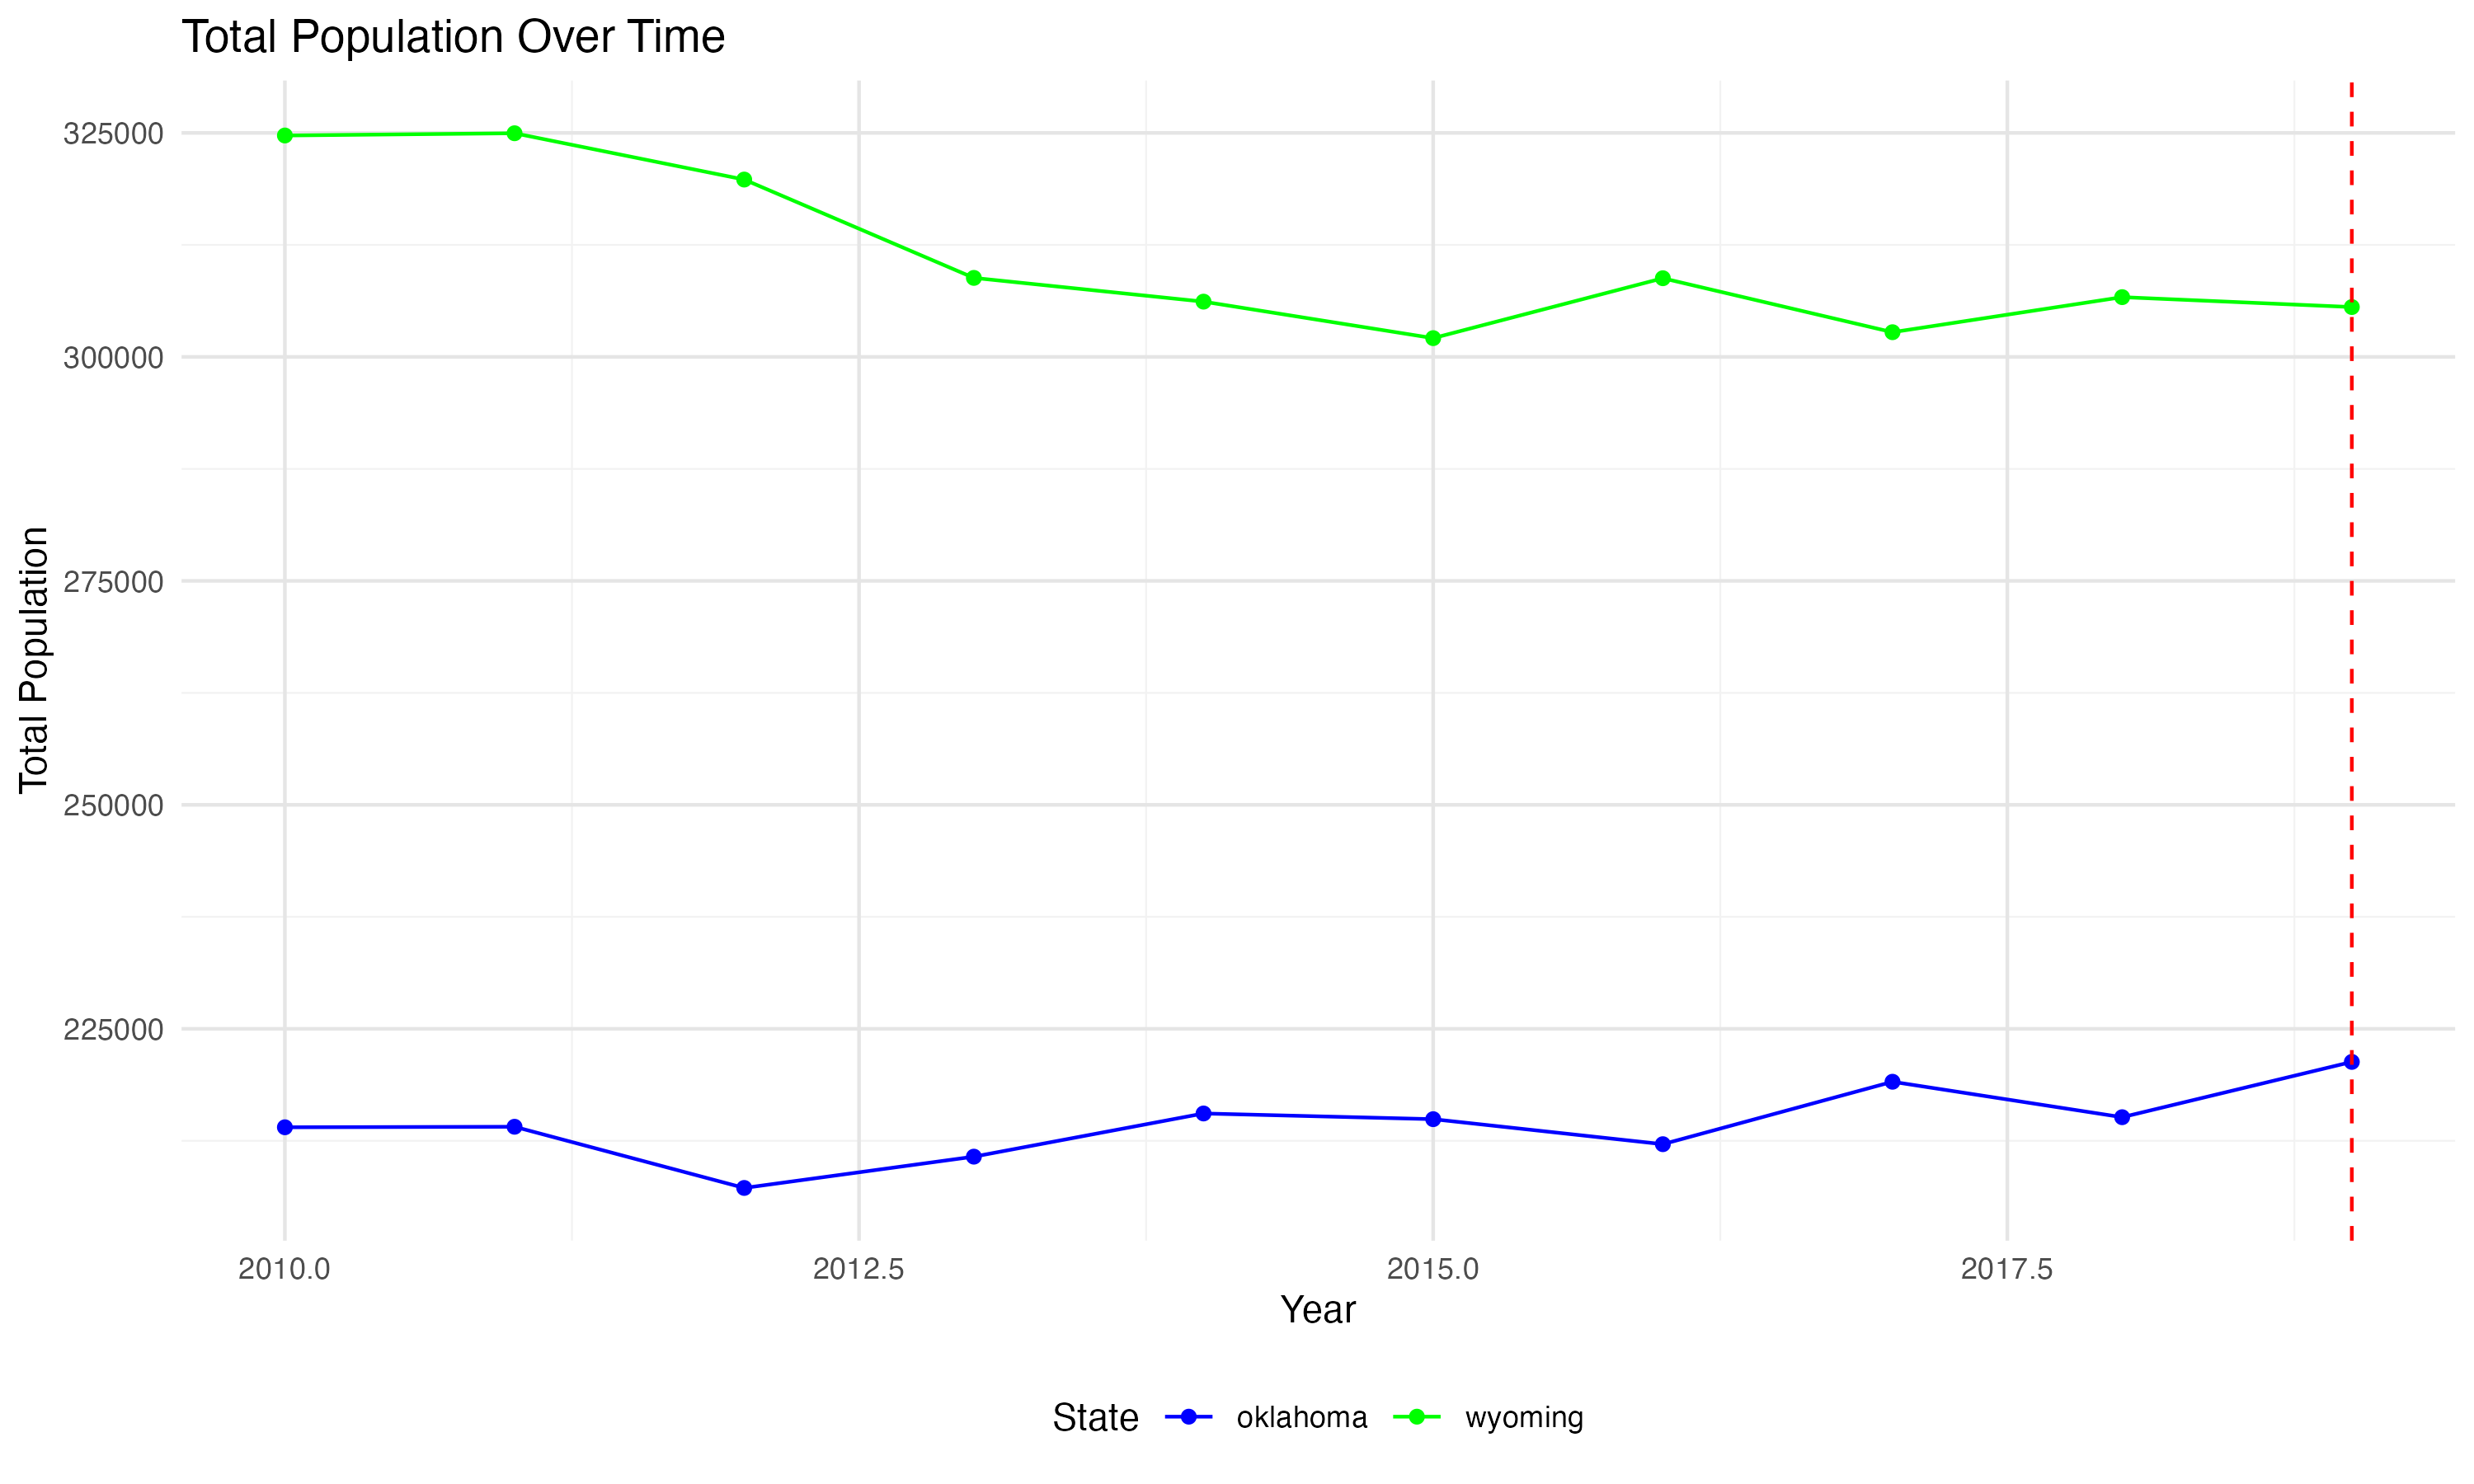 Total Population Over Time
Total Population
325000
300000
275000
250000
225000
2010.0 2012.5 2015.0 2017.5
Year
State oklahoma wyoming